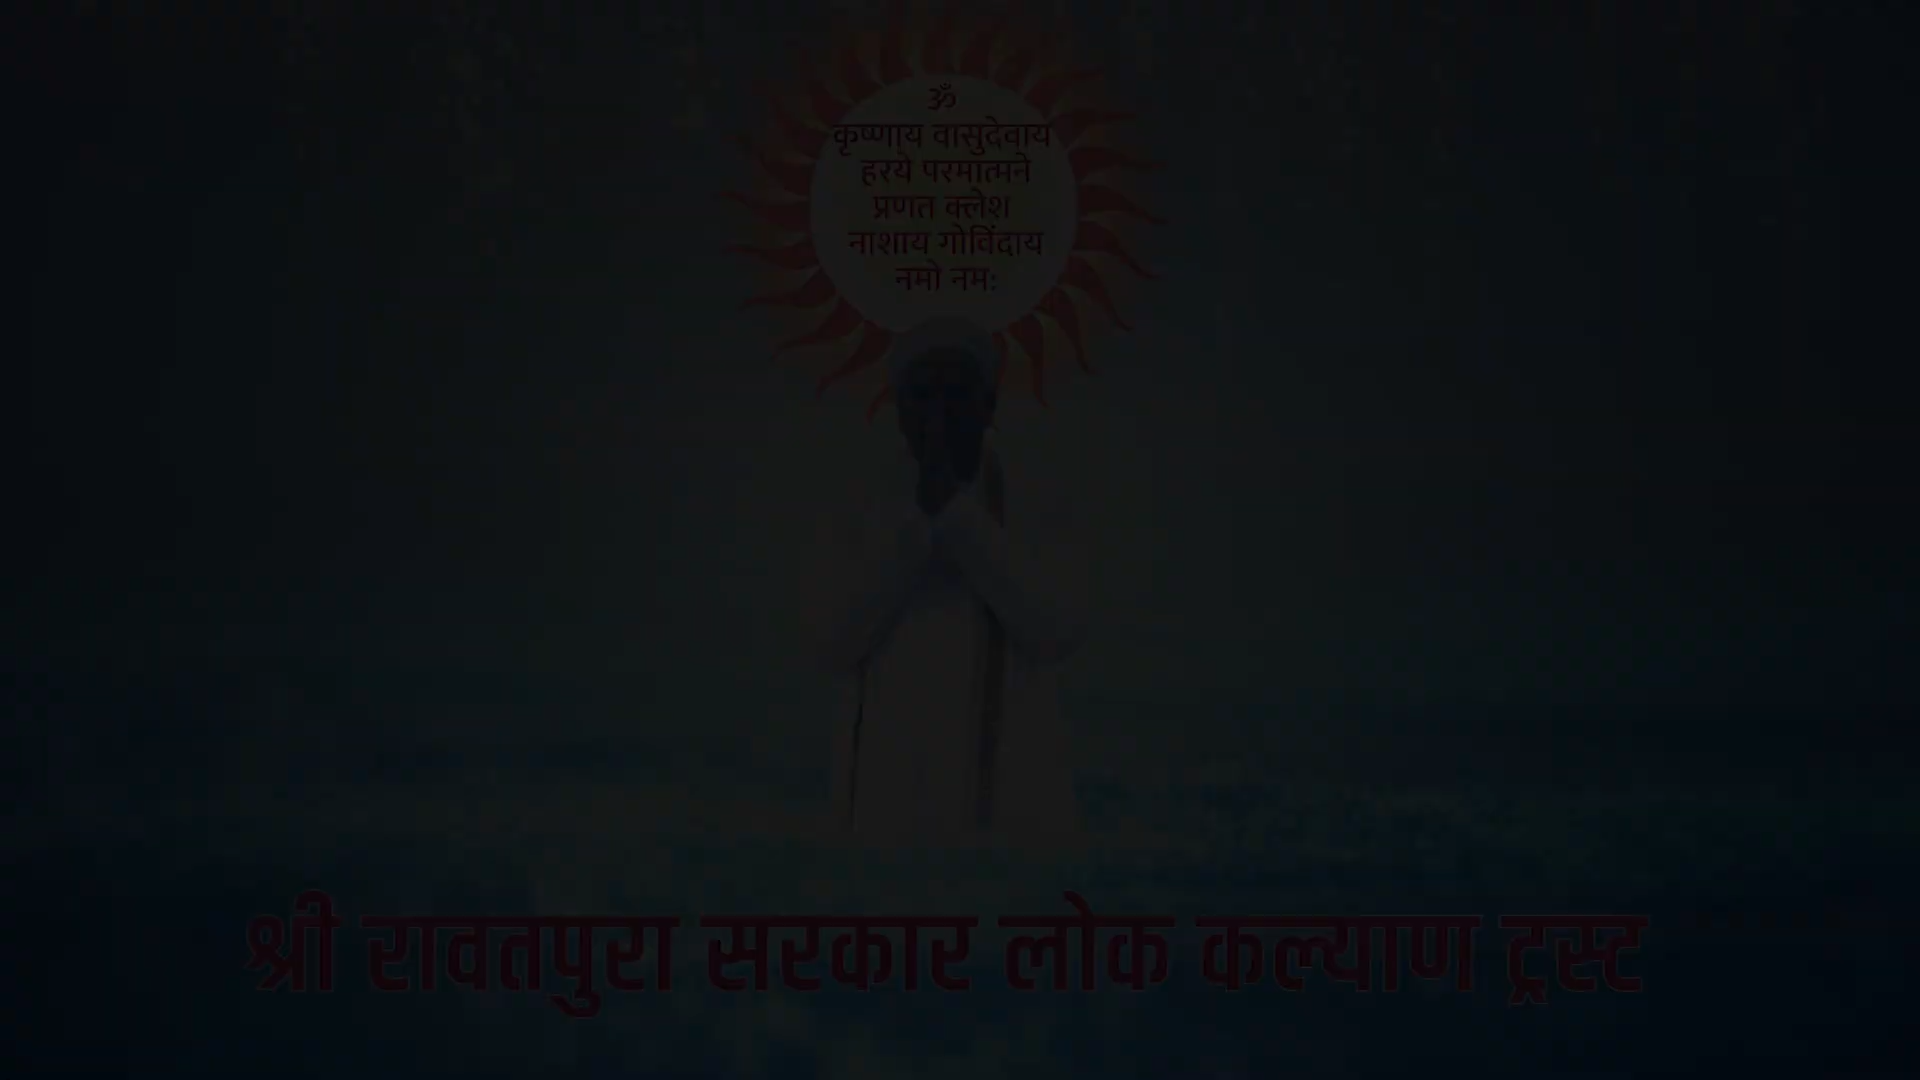 ॐ
कृष्णाय वासुदेवाय
हरये परमात्मने
प्रणत क्लेश
नाशाय गोविंदाय
नमो नमः
श्री रावतपुरा सरकार लोक कल्याण ट्रस्ट